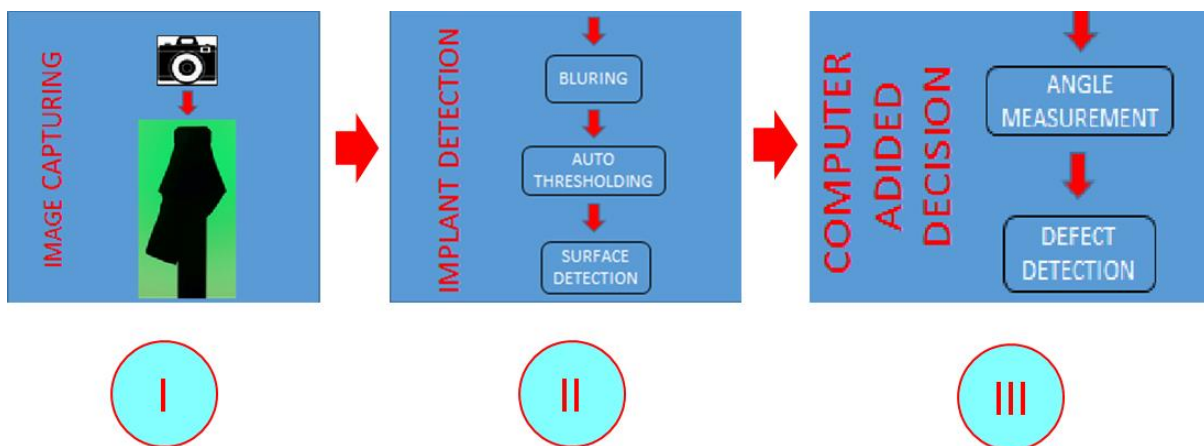 IMAGE CAPTURING
IMPLANT DETECTION
BLURING
AUTO
THRESHOLDING
SURFACE
DETECTION
COMPUTER
ADIDED
DECISION
ANGLE
MEASUREMENT
DEFECT
DETECTION
I
II
III